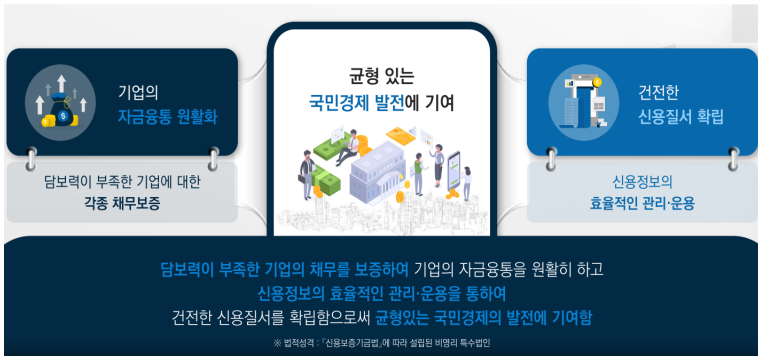 기업의
자금융통 원활화
담보력이 부족한 기업에 대한
각종 채무보증
균형 있는
국민경제 발전에 기여
건전한
신용질서 확립
신용정보의
효율적인 관리·운용
담보력이 부족한 기업의 채무를 보증하여 기업의 자금융통을 원활히 하고
신용정보의 효율적인 관리·운용을 통하여
건전한 신용질서를 확립함으로써 균형있는 국민경제의 발전에 기여함
※ 법적성격 : 「신용보증기금법」에 따라 설립된 비영리 특수법인